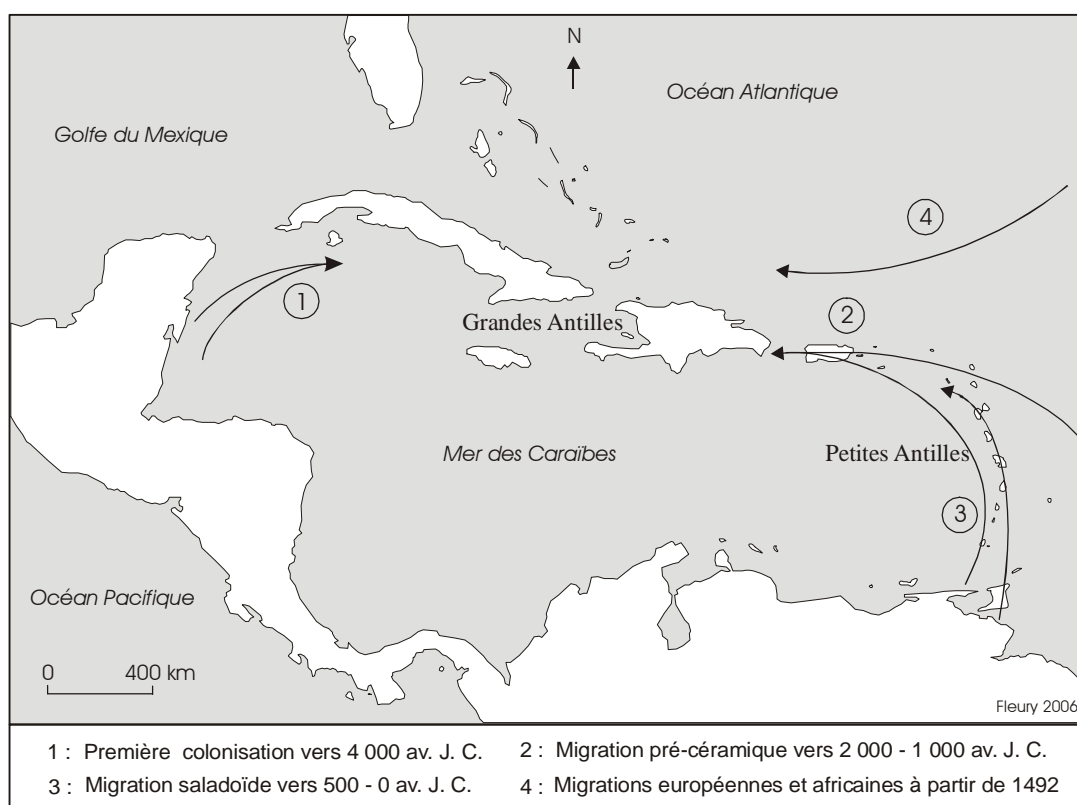 N
Océan Atlantique
Golfe du Mexique
4
1
2
Grandes Antilles
Mer des Caraïbes
Petites Antilles
3
Océan Pacifique
0 400 km
Fleury 2006
1 : Première colonisation vers 4 000 av. J. C.
2 : Migration pré-céramique vers 2 000 - 1 000 av. J. C.
3 : Migration saladoïde vers 500 - 0 av. J. C.
4 : Migrations européennes et africaines à partir de 1492